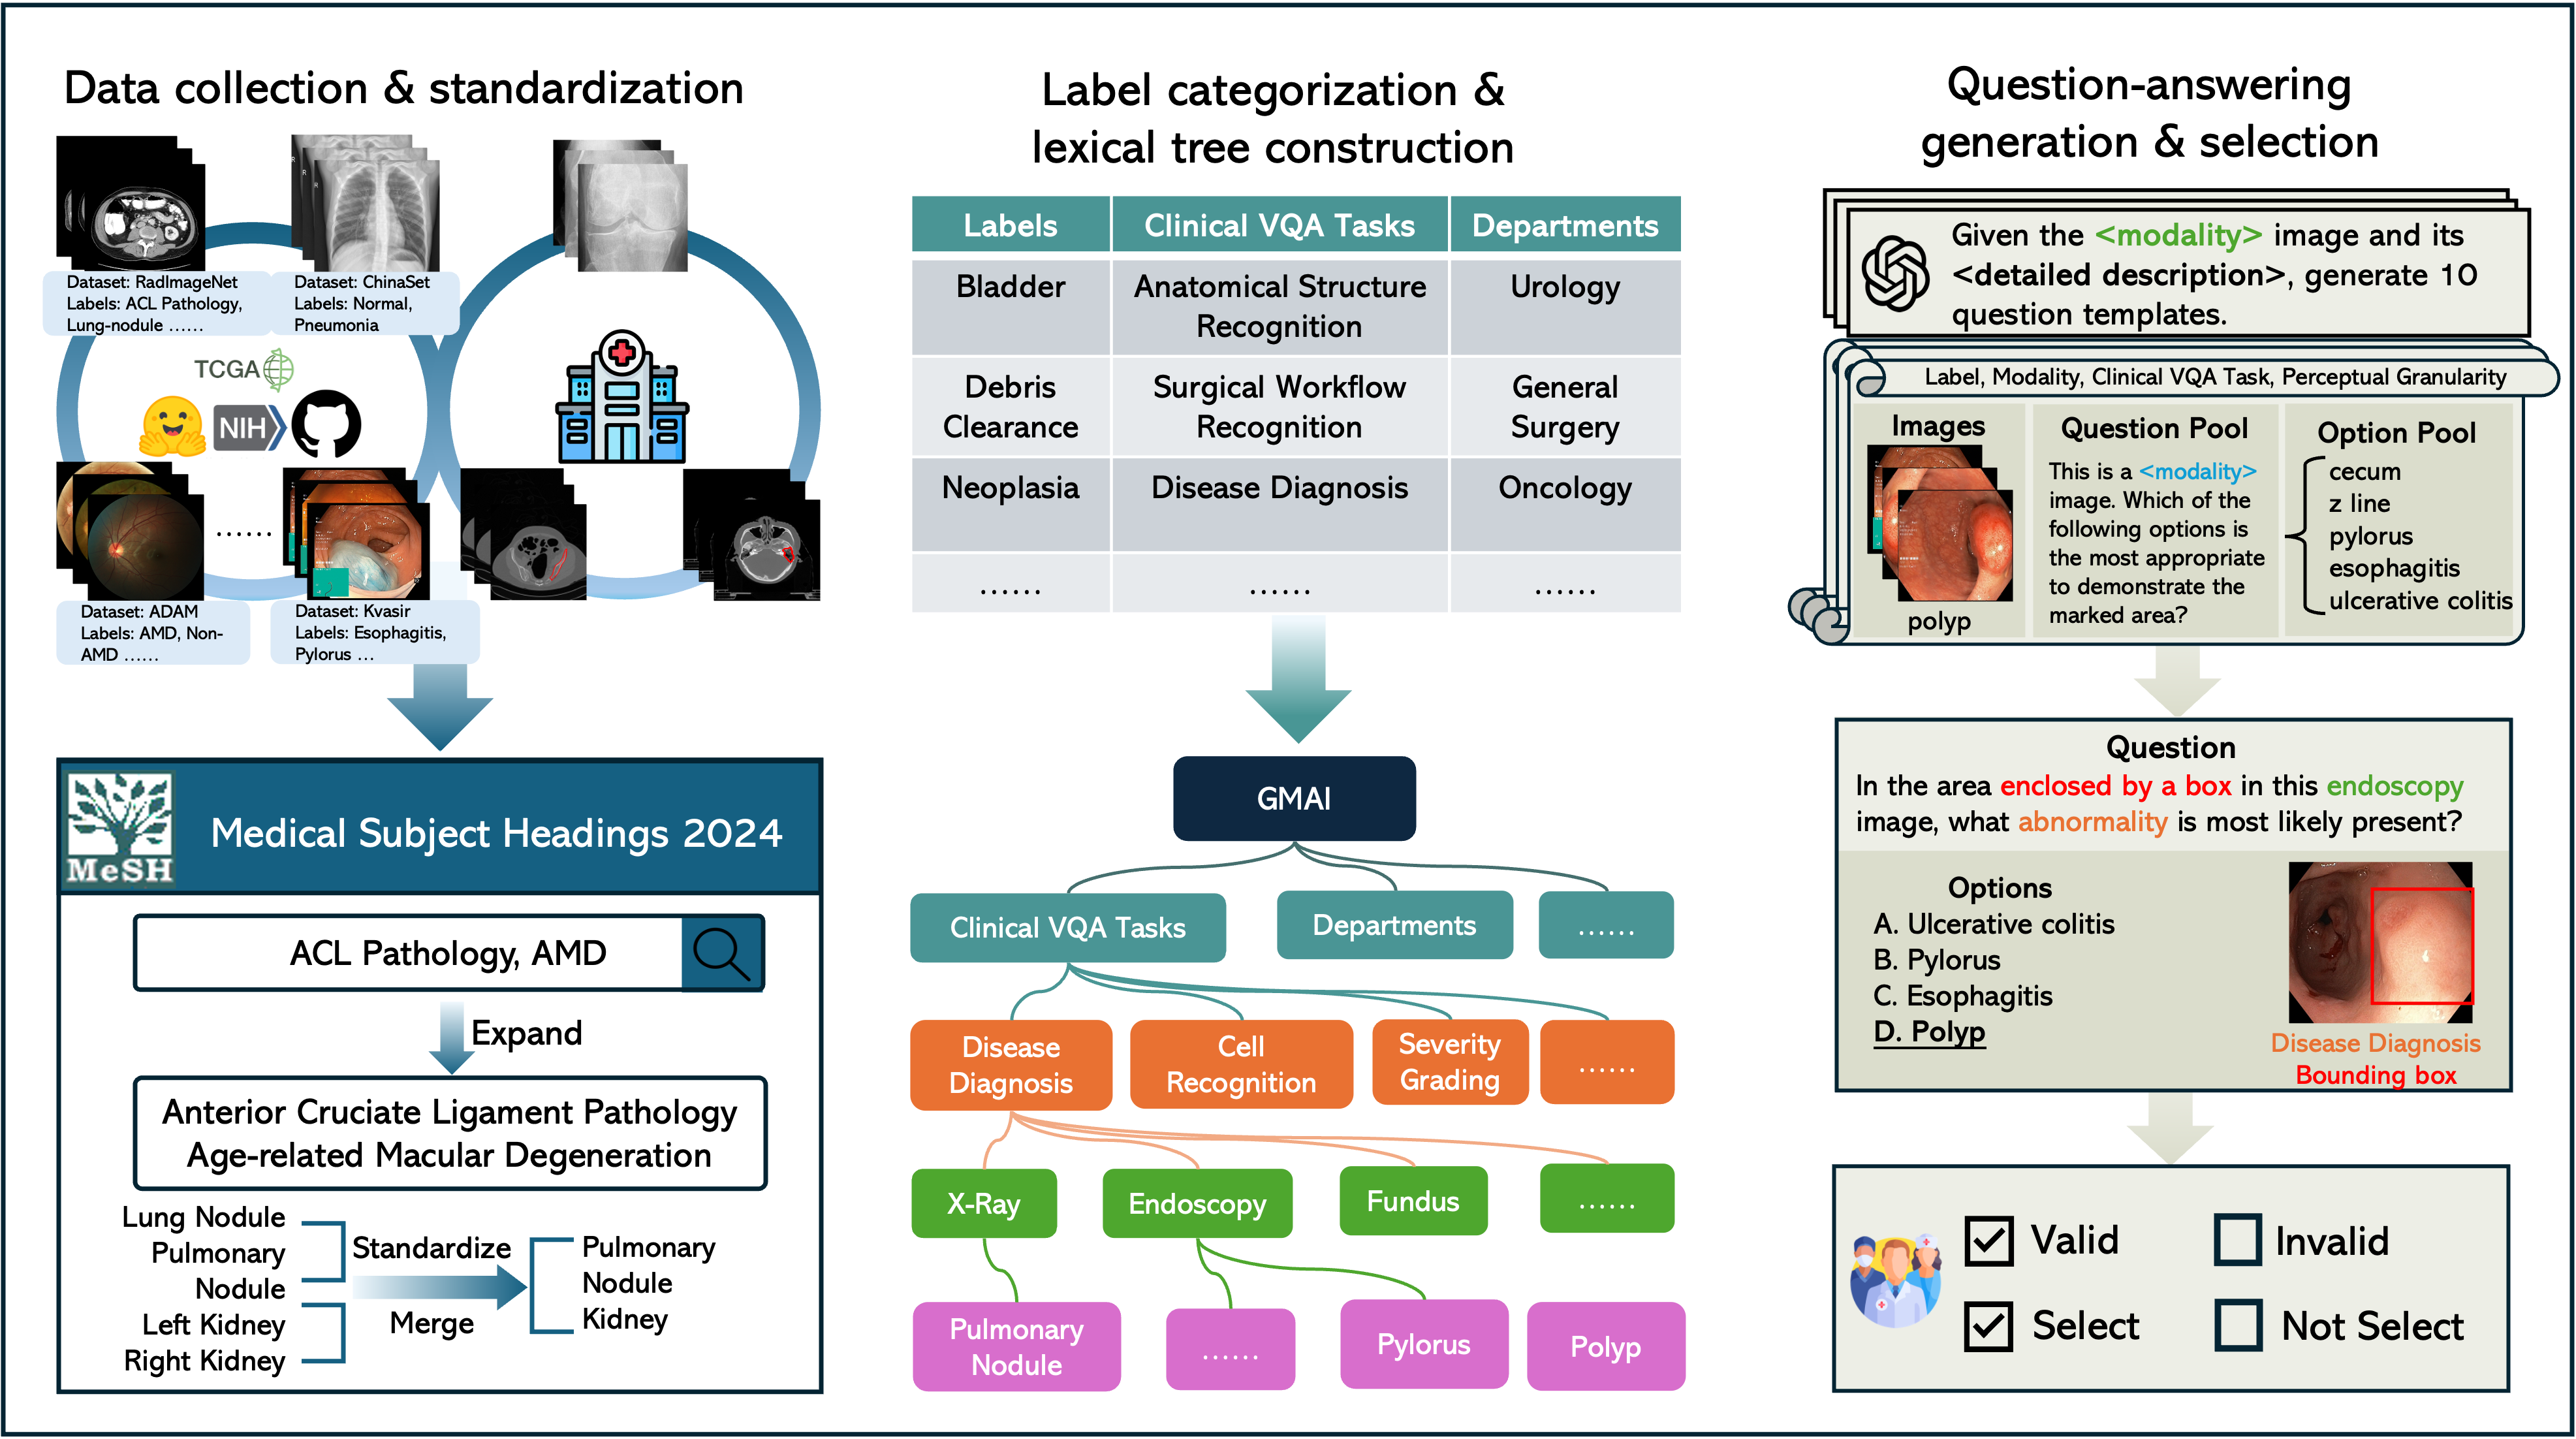 Data collection & standardization
Dataset: RadImageNet
Labels: ACL Pathology,
Lung-nodule ……
Dataset: ChinaSet
Labels: Normal,
Pneumonia
TCGA
NIH
……
Dataset: ADAM
Labels: AMD, Non-
AMD ……
Dataset: Kvasir
Labels: Esophagitis,
Pylorus …
MeSH
Medical Subject Headings 2024
ACL Pathology, AMD
Expand
Anterior Cruciate Ligament Pathology
Age-related Macular Degeneration
Lung Nodule
Pulmonary
Nodule
Left Kidney
Right Kidney
Standardize
Merge
Pulmonary
Nodule
Kidney
Label categorization &
lexical tree construction
Labels Clinical VQA Tasks Departments
Bladder Anatomical Structure Urology
Recognition
Debris Surgical Workflow General
Clearance Recognition Surgery
Neoplasia Disease Diagnosis Oncology
…… …… ……
GMAI
Clinical VQA Tasks Departments ……
Disease Cell Severity ……
Diagnosis Recognition Grading
X-Ray Endoscopy Fundus ……
Pulmonary …… Pylorus Polyp
Nodule
Question-answering
generation & selection
Given the <modality> image and its
<detailed description>, generate 10
question templates.
Label, Modality, Clinical VQA Task, Perceptual Granularity
Images
polyp
Question Pool
This is a <modality>
image. Which of the
following options is
the most appropriate
to demonstrate the
marked area?
Option Pool
cecum
z line
pylorus
esophagitis
ulcerative colitis
Question
In the area enclosed by a box in this endoscopy
image, what abnormality is most likely present?
Options
A. Ulcerative colitis
B. Pylorus
C. Esophagitis
D. Polyp
Disease Diagnosis
Bounding box
Valid Invalid
Select Not Select